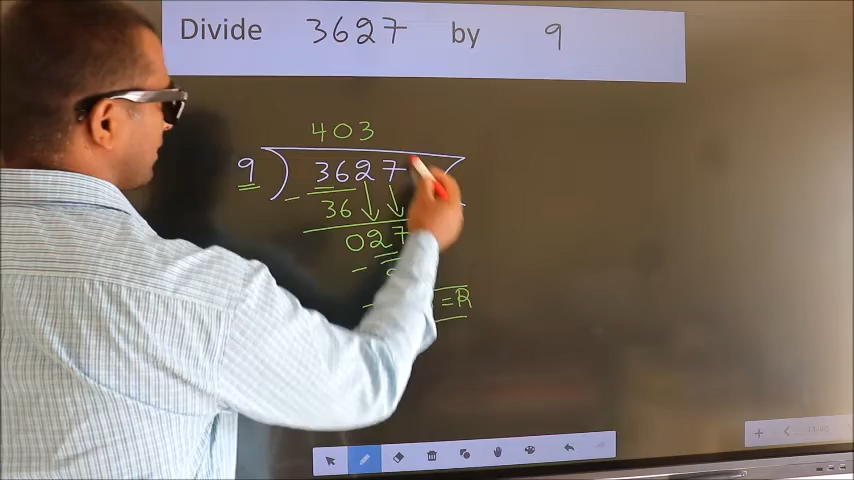 Divide 3627 by 9
403
9 ) 3627
- 36
027
-
= R